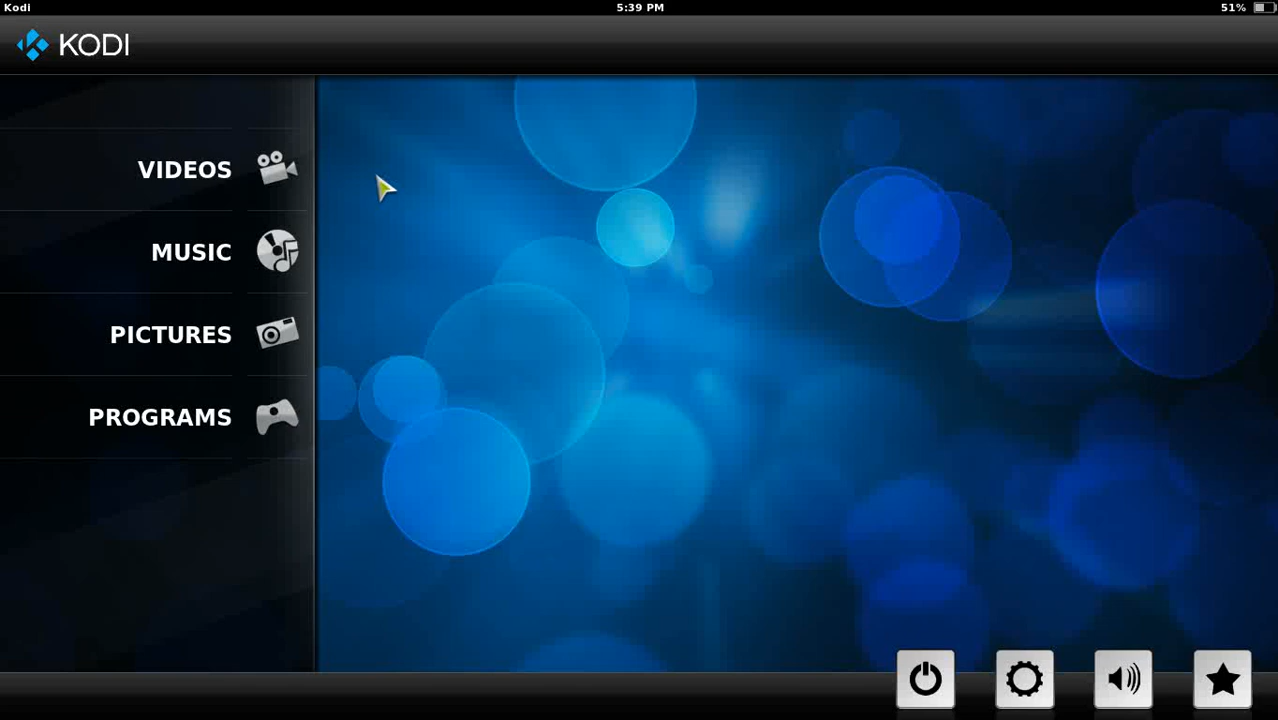 Kodi 5:39 PM 51%
KODI
VIDEOS
MUSIC
PICTURES
PROGRAMS